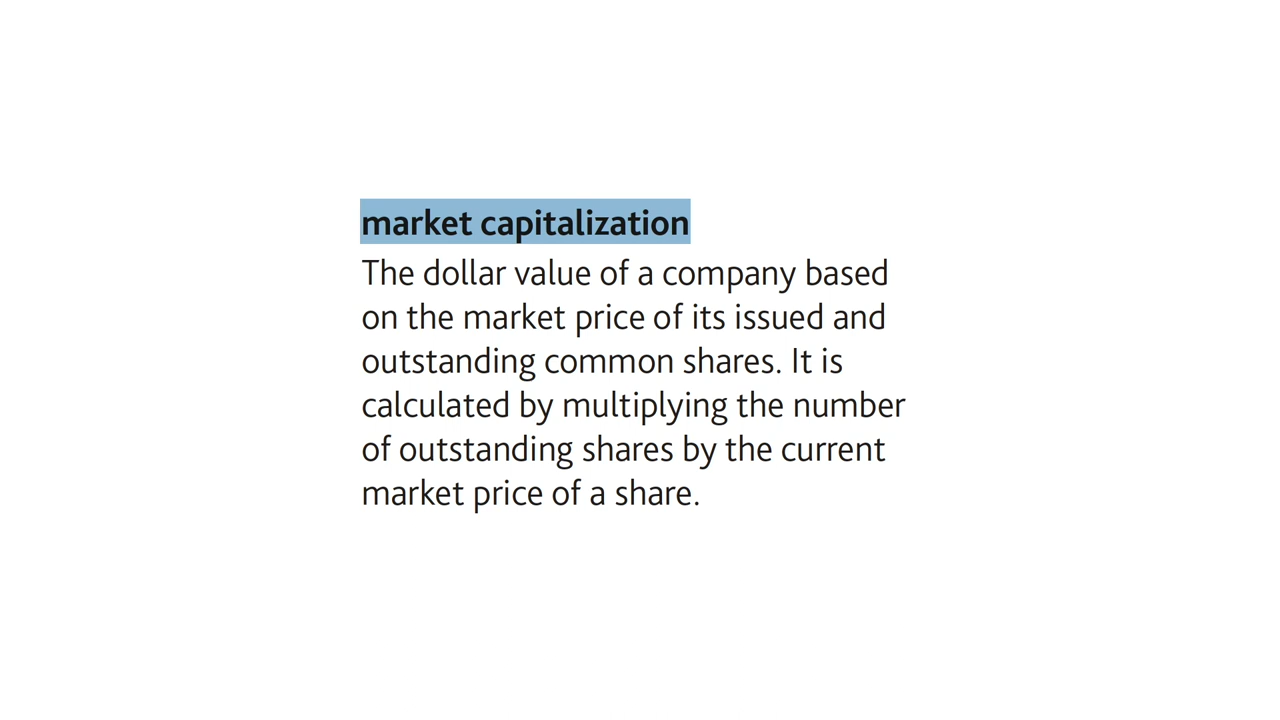 market capitalization
The dollar value of a company based
on the market price of its issued and
outstanding common shares. It is
calculated by multiplying the number
of outstanding shares by the current
market price of a share.